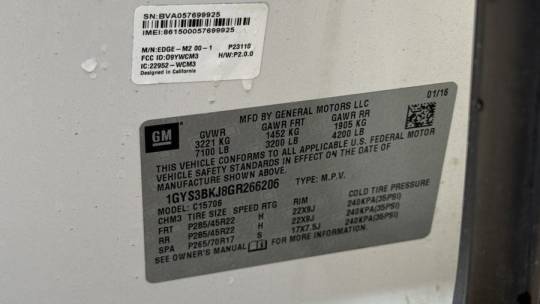 SN:BVA057699925
IMEI:861500057699925
M/N:EDGE-M2 00-1 P23110
FCC ID:O9YWCM3 H/W:P2.0.0
IC:22952-WCM3
Designed in California
MFD BY GENERAL MOTORS LLC 01/16
GM GVWR GAWR FRT GAWR RR
3221 KG 1452 KG 1905 KG
7100 LB 3200 LB 4200 LB
THIS VEHICLE CONFORMS TO ALL APPLICABLE U.S. FEDERAL MOTOR
VEHICLE SAFETY STANDARDS IN EFFECT ON THE DATE OF
MANUFACTURE SHOWN ABOVE.
1GYS3BKJ8GR266206 TYPE: M.P.V.
MODEL: C15706
CHM3 TIRE SIZE SPEED RTG RIM COLD TIRE PRESSURE
FRT P285/45R22 H 22X9J 240KPA(35PSI)
RR P285/45R22 H 22X9J 240KPA(35PSI)
SPA P265/70R17 S 17X7.5J 240KPA(35PSI)
SEE OWNER'S MANUAL FOR MORE INFORMATION.